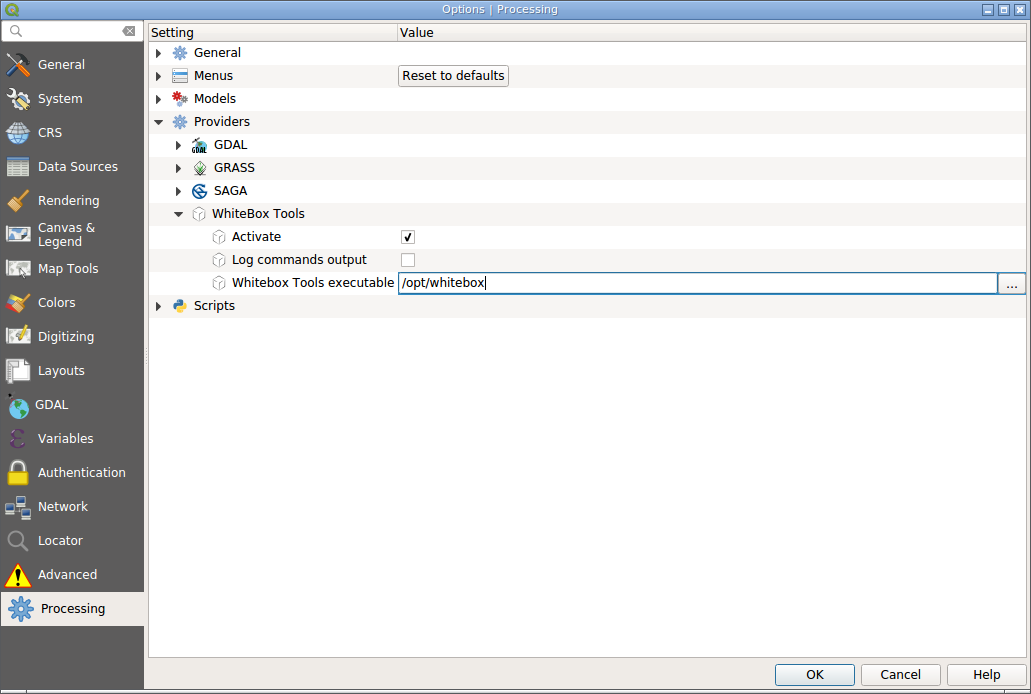 Options | Processing
General
System
CRS
Data Sources
Rendering
Canvas &
Legend
Map Tools
Colors
Digitizing
Layouts
GDAL
Variables
Authentication
Network
Locator
Advanced
Processing
Setting Value
General
Menus Reset to defaults
Models
Providers
GDAL GDAL
GRASS
SAGA
WhiteBox Tools
Activate
Log commands output
Whitebox Tools executable /opt/whitebox ...
Scripts
OK Cancel Help